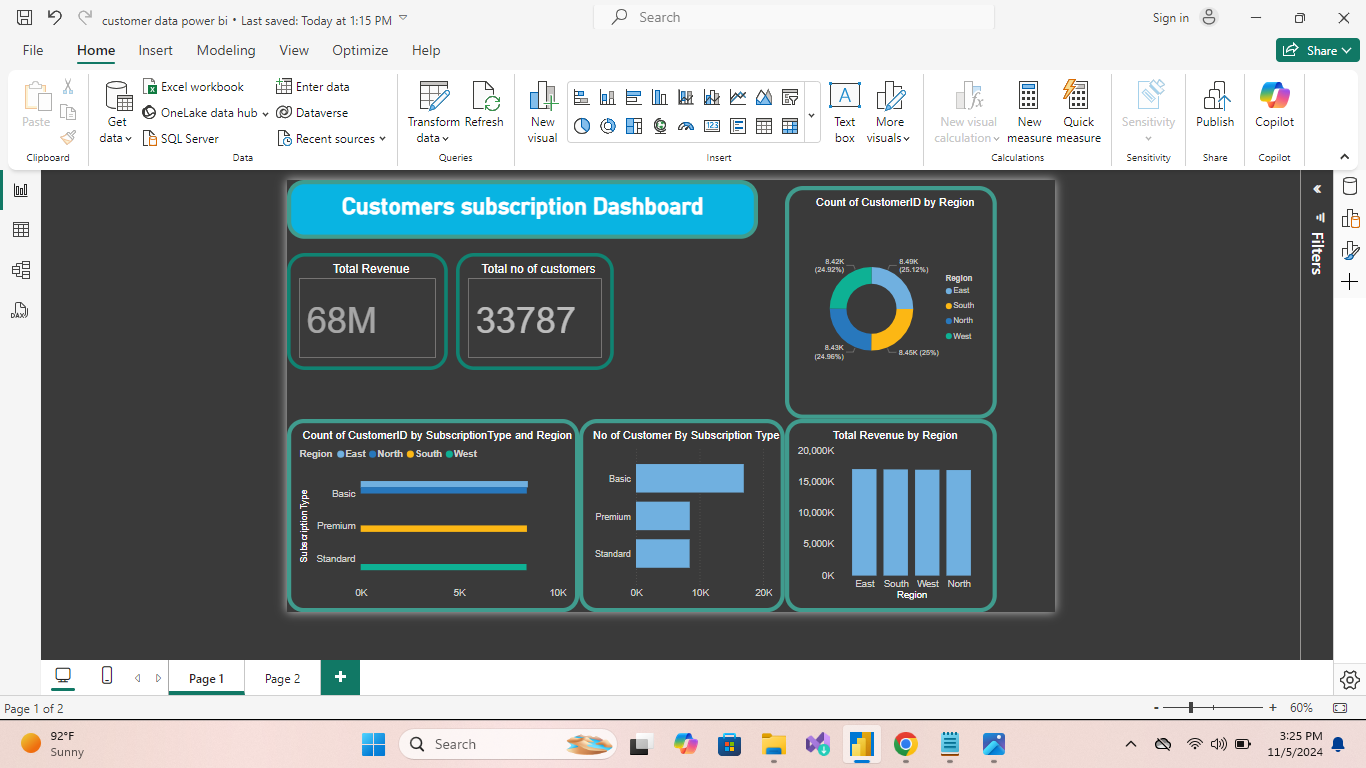 customer data power bi • Last saved: Today at 1:15 PM
Search
Sign in
File
Home
Insert
Modeling
View
Optimize
Help
Share
Paste
Clipboard
Get data
Excel workbook
OneLake data hub
SQL Server
Enter data
Dataverse
Recent sources
Data
Transform data
Refresh
Queries
New visual
Text box
More visuals
Insert
New visual calculation
New measure
Quick measure
Calculations
Sensitivity
Sensitivity
Publish
Share
Copilot
Copilot
Customers subscription Dashboard
Total Revenue
68M
Total no of customers
33787
Count of CustomerID by Region
8.42K (24.92%)
8.49K (25.12%)
8.43K (24.96%)
8.45K (25%)
Region
East
South
North
West
Filters
Count of CustomerID by SubscriptionType and Region
Region East North South West
Subscription Type
Basic
Premium
Standard
0K 5K 10K
No of Customer By Subscription Type
Basic
Premium
Standard
0K 10K 20K
Total Revenue by Region
20,000K
15,000K
10,000K
5,000K
0K
East South West North
Region
Page 1
Page 2
+
Page 1 of 2
- + 60%
92°F
Sunny
Search
3:25 PM
11/5/2024